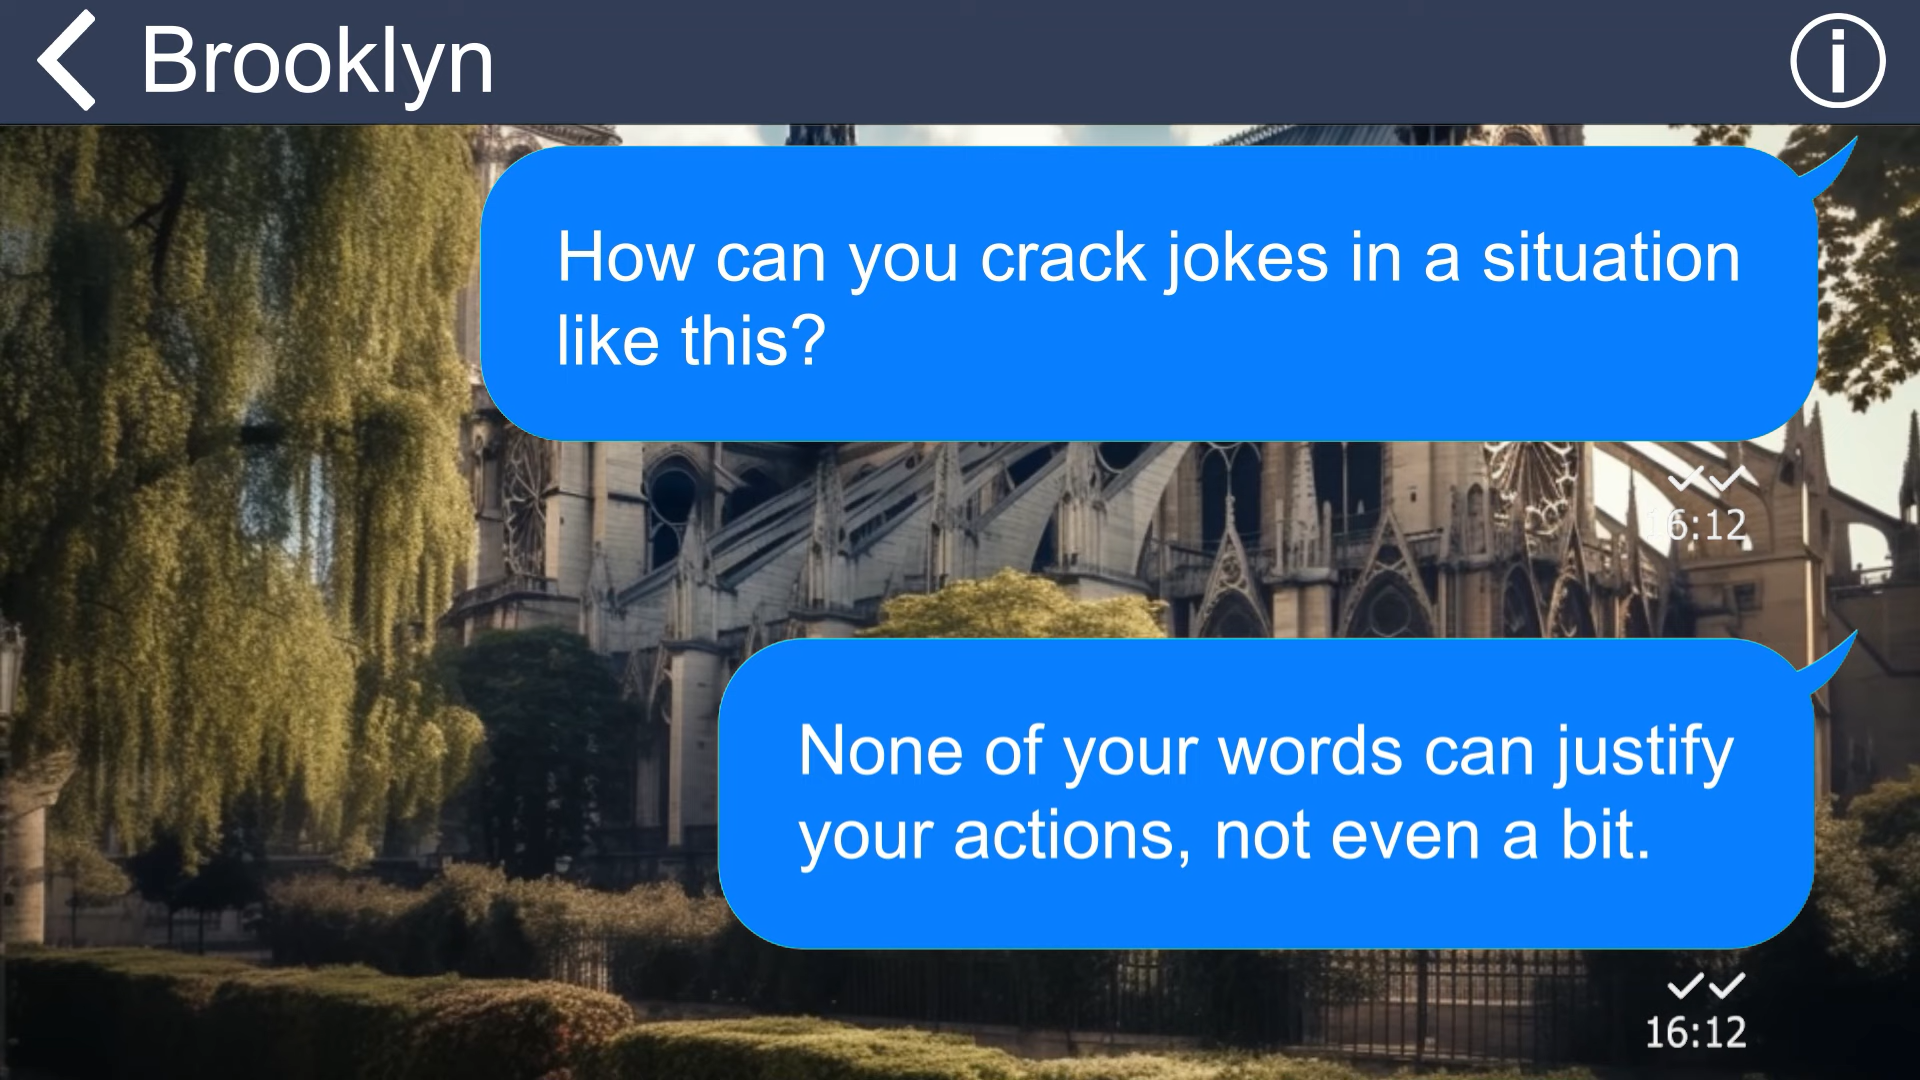 Brooklyn
How can you crack jokes in a situation
like this?
16:12
None of your words can justify
your actions, not even a bit.
16:12